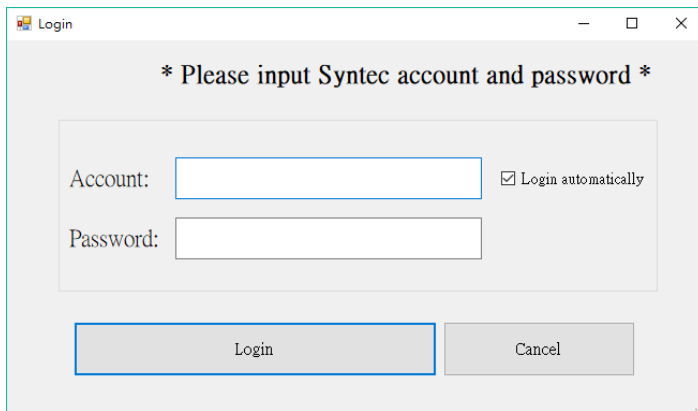 Login
* Please input Syntec account and password *
Account:
Login automatically
Password:
Login
Cancel